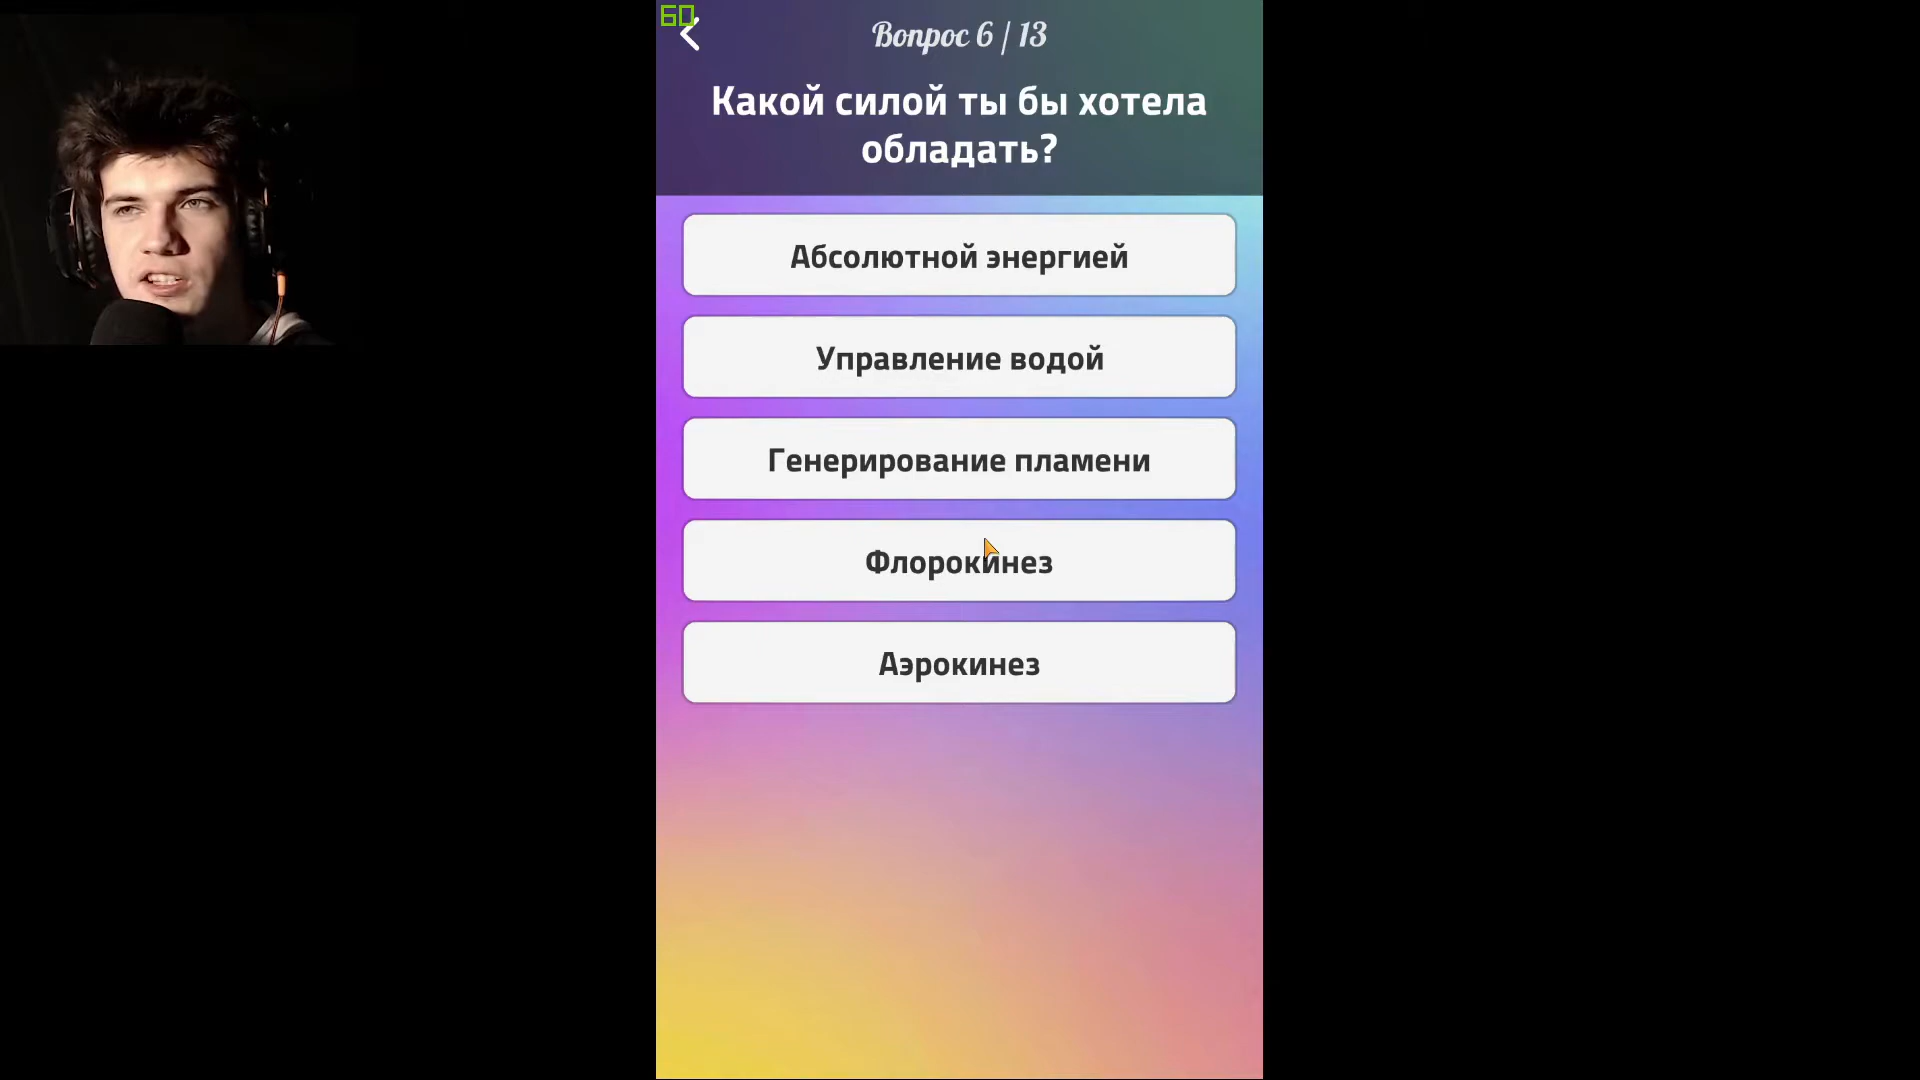 60
Вопрос 6 / 13
Какой силой ты бы хотела
обладать?
Абсолютной энергией
Управление водой
Генерирование пламени
Флорокинез
Аэрокинез